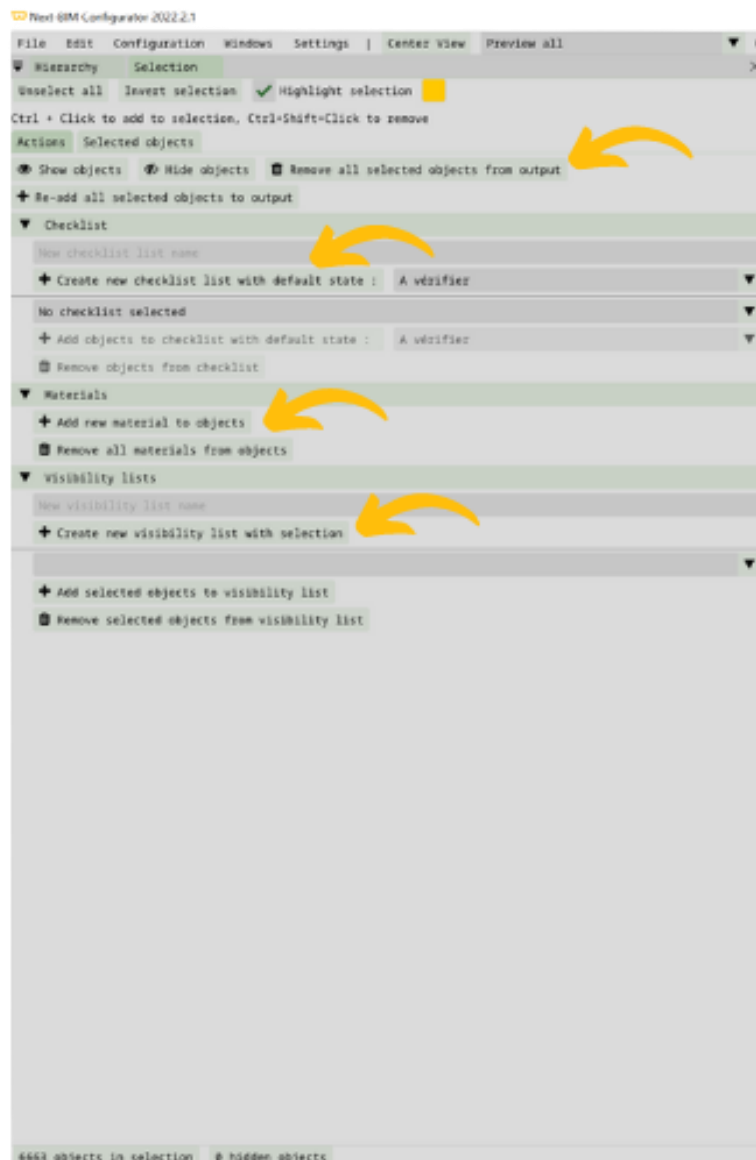 Next-BIM Configurator 2022.2.1
File Edit Configuration Windows Settings | Center View Preview all
Hierarchy Selection
Unselect all Invert selection Highlight selection
Ctrl + Click to add to selection, Ctrl+Shift+Click to remove
Actions Selected objects
Show objects Hide objects Remove all selected objects from output
+ Re-add all selected objects to output
Checklist
New checklist list name
+ Create new checklist list with default state : A vérifier
No checklist selected
+ Add objects to checklist with default state : A vérifier
Remove objects from checklist
Materials
+ Add new material to objects
Remove all materials from objects
Visibility lists
New visibility list name
+ Create new visibility list with selection
+ Add selected objects to visibility list
Remove selected objects from visibility list
6663 objects in selection 0 hidden objects